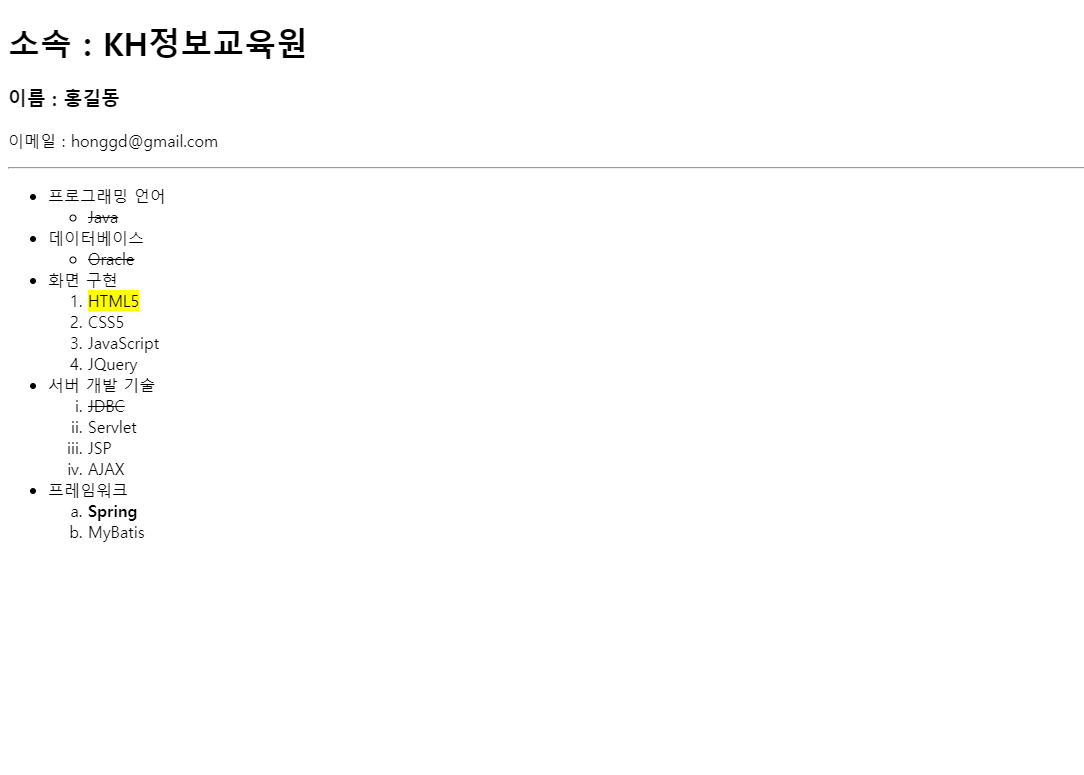 소속 : KH정보교육원
이름 : 홍길동
이메일 : honggd@gmail.com
• 프로그래밍 언어
◦ Java
• 데이터베이스
◦ Oracle
• 화면 구현
1. HTML5
2. CSS5
3. JavaScript
4. JQuery
• 서버 개발 기술
i. JDBC
ii. Servlet
iii. JSP
iv. AJAX
• 프레임워크
a. Spring
b. MyBatis